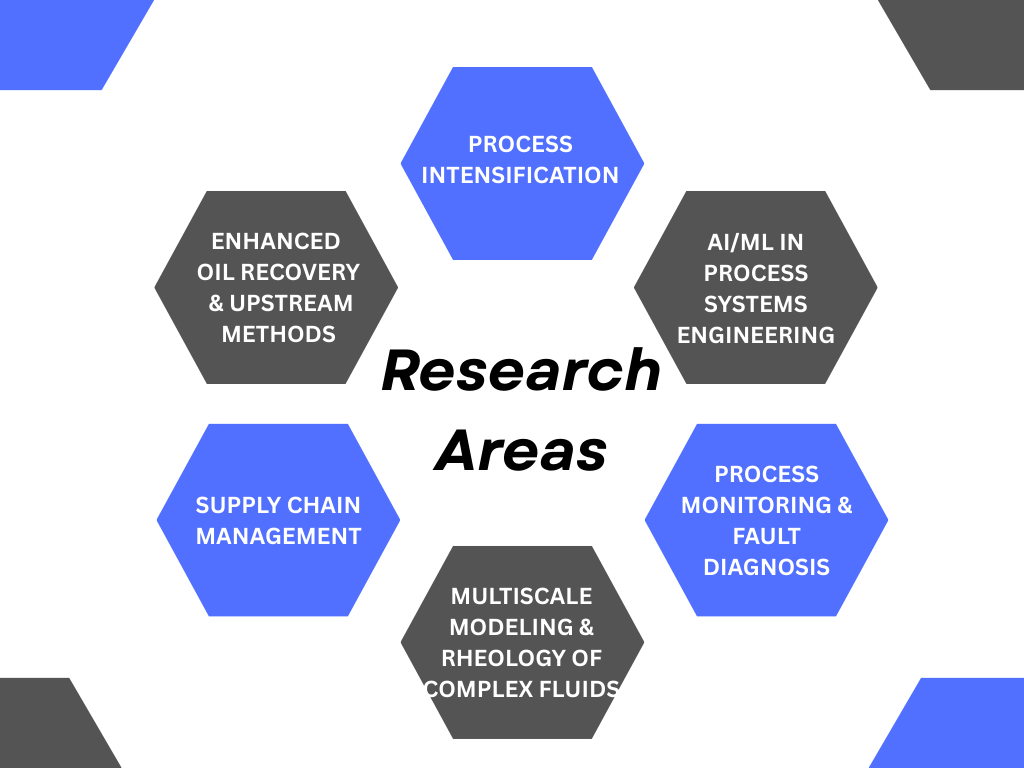 PROCESS
INTENSIFICATION
ENHANCED
OIL RECOVERY
& UPSTREAM
METHODS
AI/ML IN
PROCESS
SYSTEMS
ENGINEERING
Research
Areas
SUPPLY CHAIN
MANAGEMENT
PROCESS
MONITORING &
FAULT
DIAGNOSIS
MULTISCALE
MODELING &
RHEOLOGY OF
COMPLEX FLUIDS